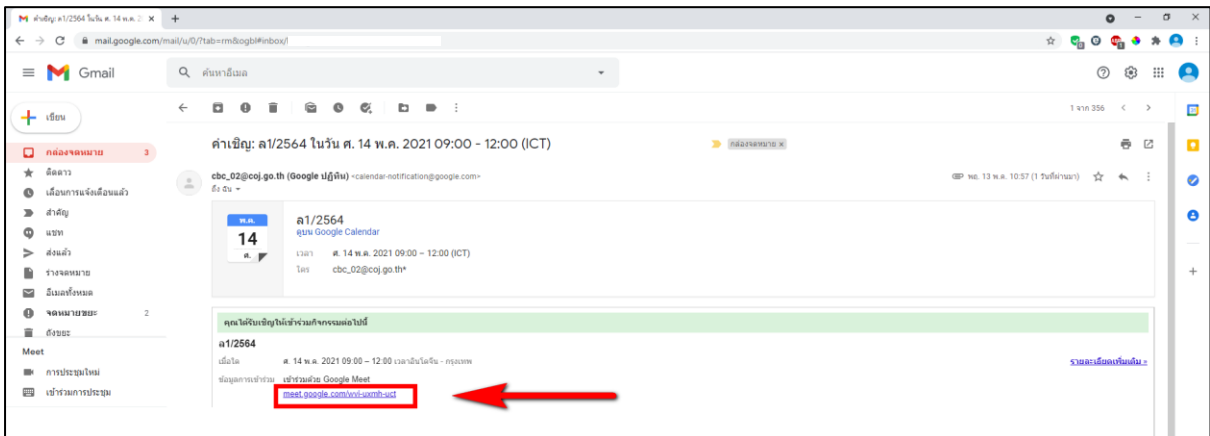 คำเชิญ: ล1/2564 ในวัน ศ. 14 พ.ค. 2
mail.google.com/mail/u/0/?tab=rm&ogbl#inbox/
Gmail
ค้นหาอีเมล
เขียน
1 จาก 356
กล่องจดหมาย 3
ติดดาว
เลื่อนการแจ้งเตือนแล้ว
สำคัญ
แชท
ส่งแล้ว
ร่างจดหมาย
อีเมลทั้งหมด
จดหมายขยะ 2
ถังขยะ
Meet
การประชุมใหม่
เข้าร่วมการประชุม
คำเชิญ: ล1/2564 ในวัน ศ. 14 พ.ค. 2021 09:00 - 12:00 (ICT)
กล่องจดหมาย x
cbc_02@coj.go.th (Google ปฏิทิน) <calendar-notification@google.com>
พฤ. 13 พ.ค. 10:57 (1 วันที่ผ่านมา)
ถึง ฉัน
พ.ค.
14
ศ.
ล1/2564
ดูบน Google Calendar
เวลา ศ. 14 พ.ค. 2021 09:00 – 12:00 (ICT)
ใคร cbc_02@coj.go.th*
คุณได้รับเชิญให้เข้าร่วมกิจกรรมต่อไปนี้
ล1/2564
เมื่อใด ศ. 14 พ.ค. 2021 09:00 – 12:00 เวลาอินโดจีน - กรุงเทพ
รายละเอียดเพิ่มเติม »
ข้อมูลการเข้าร่วม เข้าร่วมด้วย Google Meet
meet.google.com/wvi-uxmh-uct